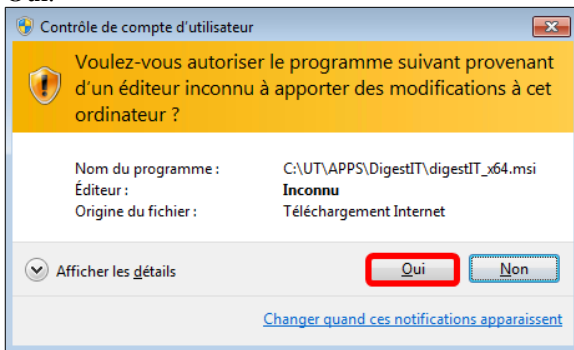 Contrôle de compte d'utilisateur
Voulez-vous autoriser le programme suivant provenant
d'un éditeur inconnu à apporter des modifications à cet
ordinateur ?
Nom du programme : C:\UT\APPS\DigestIT\digestIT_x64.msi
Éditeur : Inconnu
Origine du fichier : Téléchargement Internet
Afficher les détails Oui Non
Changer quand ces notifications apparaissent